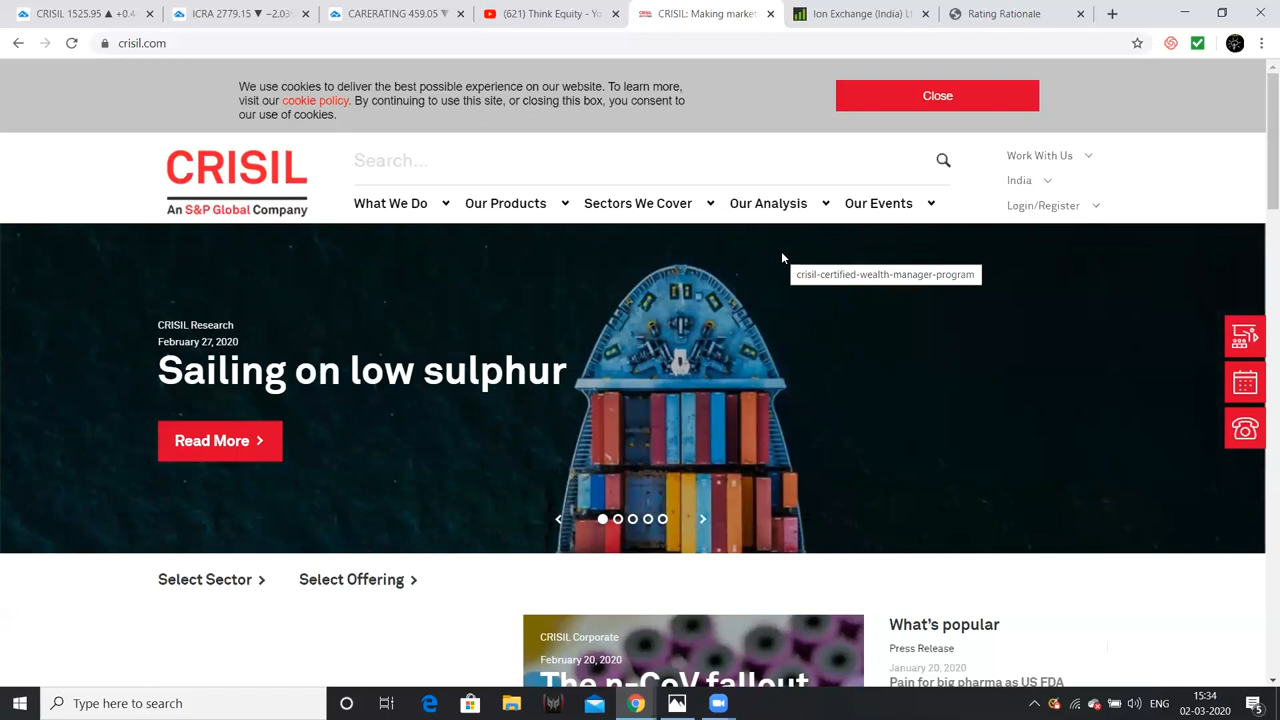 CRISIL 1525.95 ▲ +0.4
ICRA 2779.15 ▼ −2.03
CARERATING 459.05 ▼
(621) Think Equity - Yo
CRISIL: Making market
Ion Exchange (India) L
Rating Rationale
crisil.com
We use cookies to deliver the best possible experience on our website. To learn more,
visit our cookie policy. By continuing to use this site, or closing this box, you consent to
our use of cookies.
Close
CRISIL
An S&P Global Company
Search...
Work With Us
India
Login/Register
What We Do
Our Products
Sectors We Cover
Our Analysis
Our Events
crisil-certified-wealth-manager-program
CRISIL Research
February 27, 2020
Sailing on low sulphur
Read More
Select Sector
Select Offering
CRISIL Corporate
February 20, 2020
The n-CoV fallout
What's popular
Press Release
January 20, 2020
Pain for big pharma as US FDA
Type here to search
ENG
15:34
02-03-2020
5